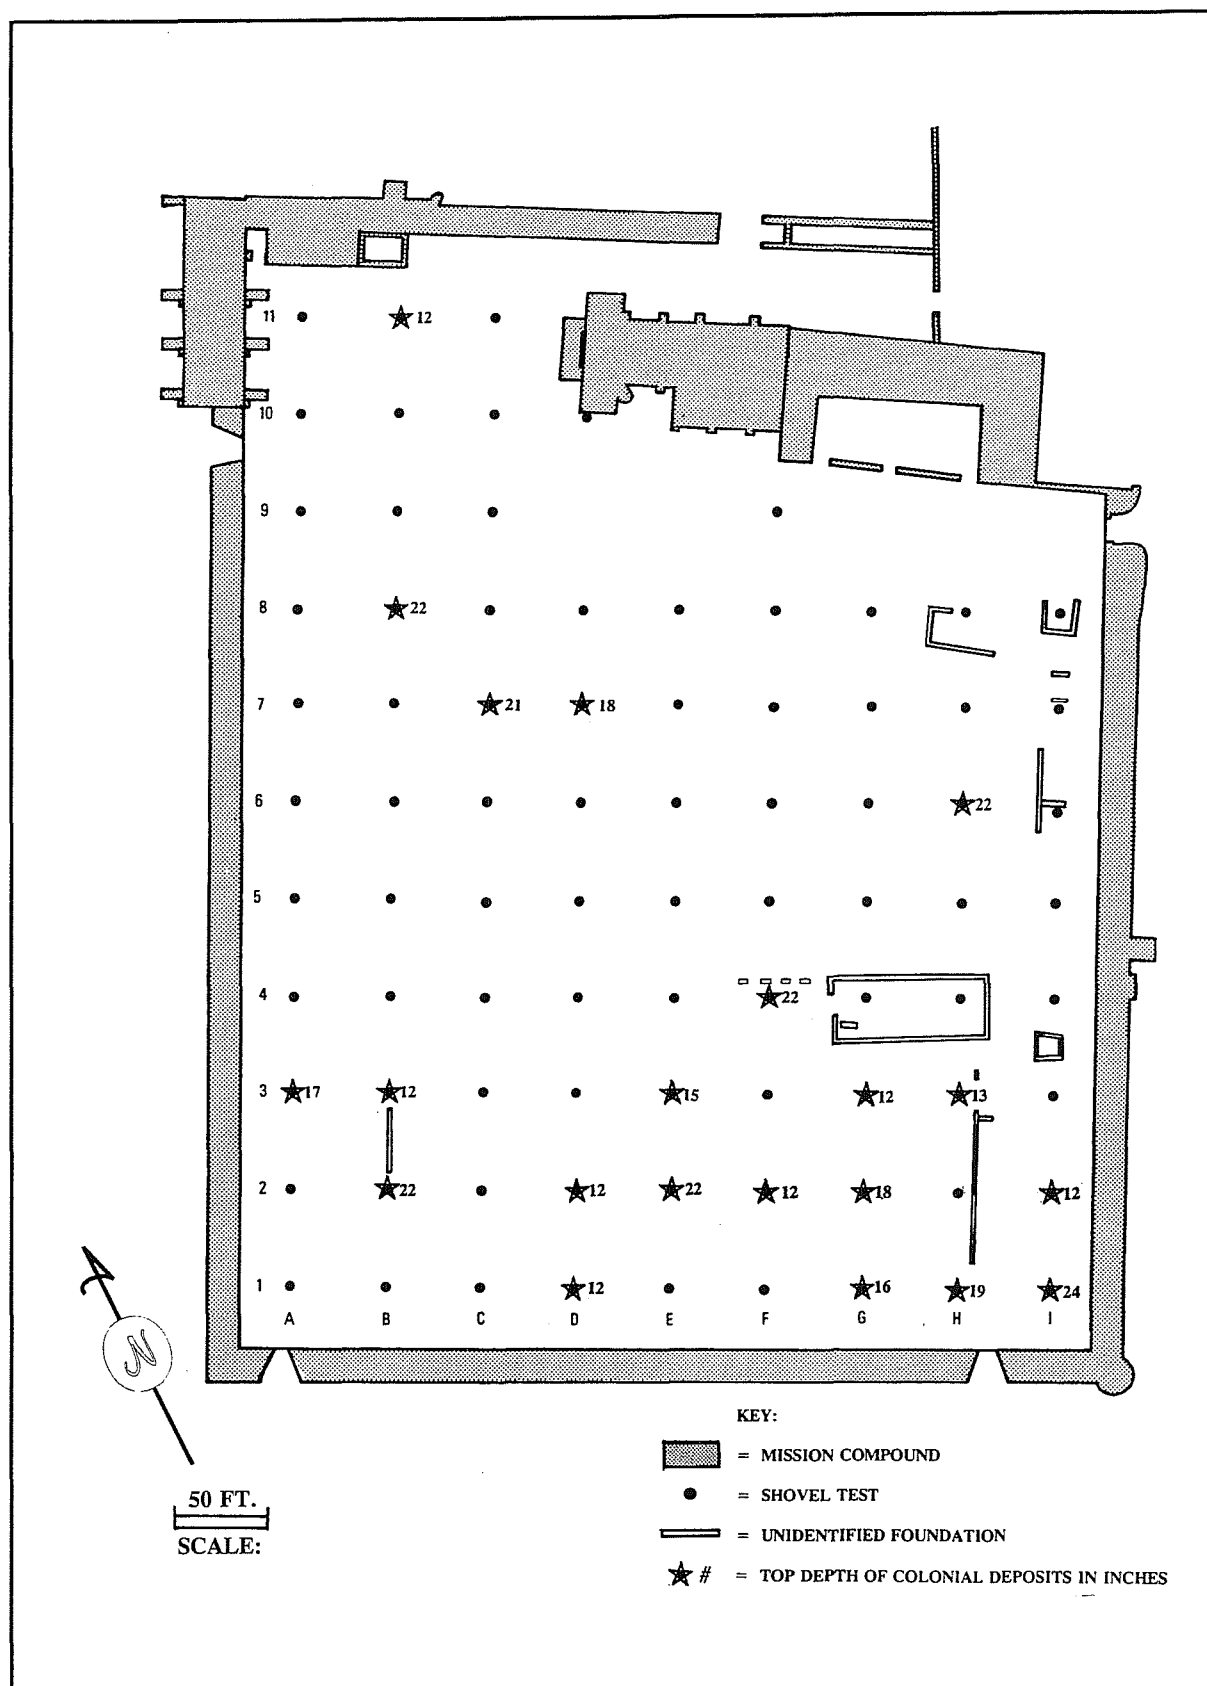 11 12
10
9
8 22
7 21 18
6 22
5
4 22
3 17 12 15 12 13
2 22 12 22 12 18 12
1 12 16 19 24
A B C D E F G H I
N
50 FT.
SCALE:
KEY:
= MISSION COMPOUND
= SHOVEL TEST
= UNIDENTIFIED FOUNDATION
# = TOP DEPTH OF COLONIAL DEPOSITS IN INCHES